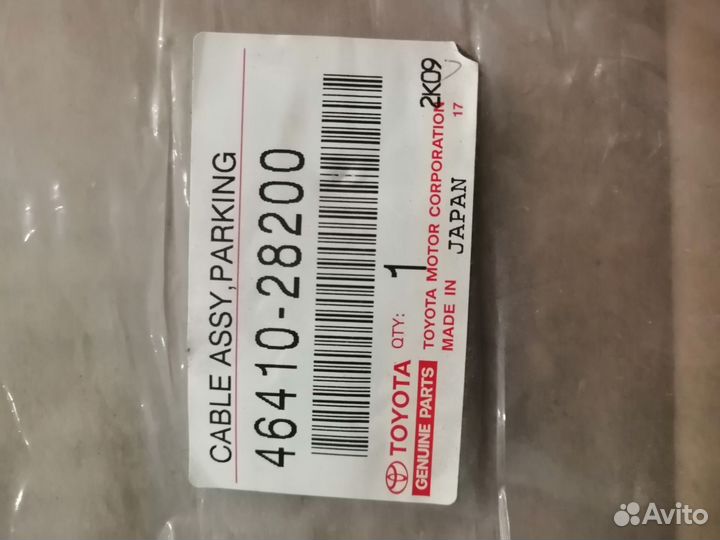 CABLE ASSY,PARKING
46410-28200
TOYOTA QTY: 1
GENUINE PARTS
TOYOTA MOTOR CORPORATION 17
MADE IN JAPAN
2K09
Avito